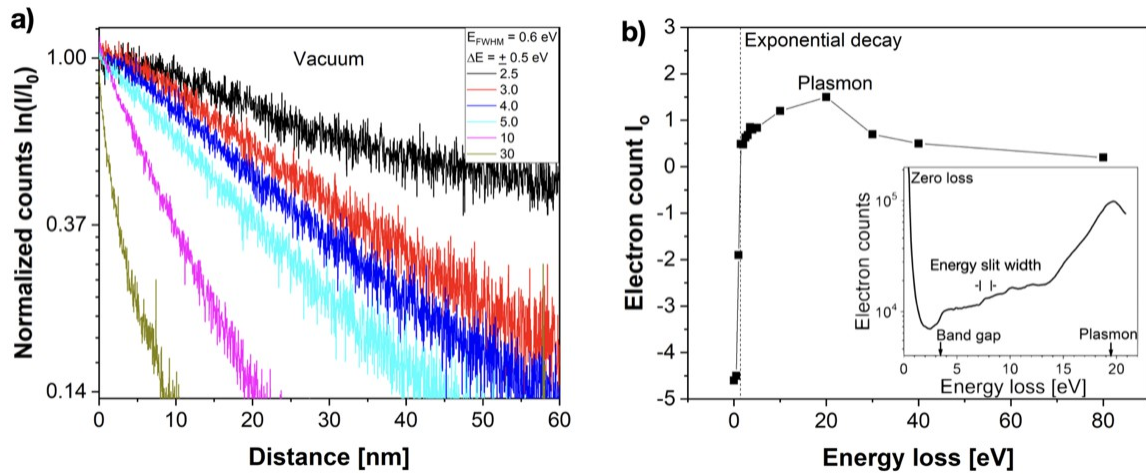 a)
E_FWHM = 0.6 eV
ΔE = ± 0.5 eV
2.5
3.0
4.0
5.0
10
30
Vacuum
1.00
0.37
0.14
Normalized counts ln(I/I₀)
0 10 20 30 40 50 60
Distance [nm]
b)
Exponential decay
Plasmon
3
2
1
0
-1
-2
-3
-4
-5
Electron count Iₒ
0 20 40 60 80
Energy loss [eV]
Zero loss
10⁵
10⁴
Electron counts
Energy slit width
Band gap
Plasmon
0 5 10 15 20
Energy loss [eV]